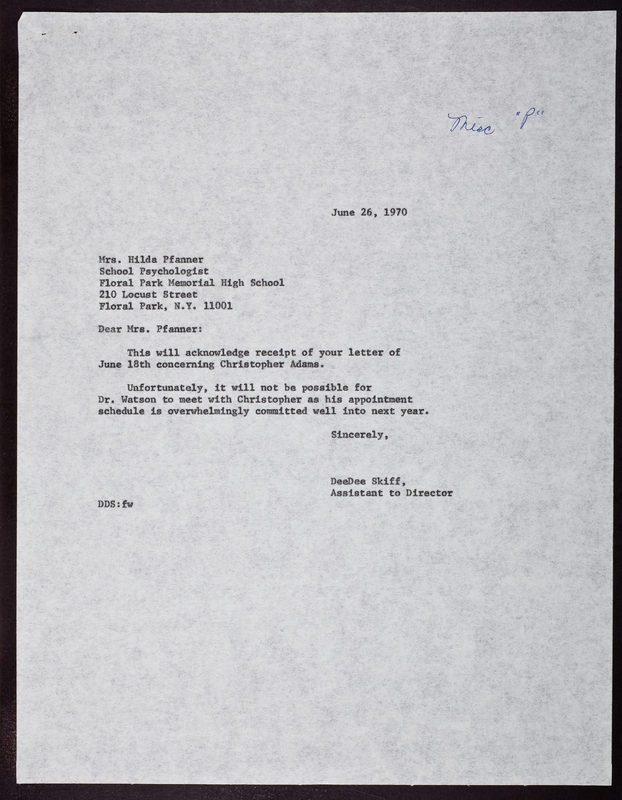 Misc "P"
June 26, 1970
Mrs. Hilda Pfanner
School Psychologist
Floral Park Memorial High School
210 Locust Street
Floral Park, N.Y. 11001
Dear Mrs. Pfanner:
This will acknowledge receipt of your letter of
June 18th concerning Christopher Adams.
Unfortunately, it will not be possible for
Dr. Watson to meet with Christopher as his appointment
schedule is overwhelmingly committed well into next year.
Sincerely,
DeeDee Skiff,
Assistant to Director
DDS:fw